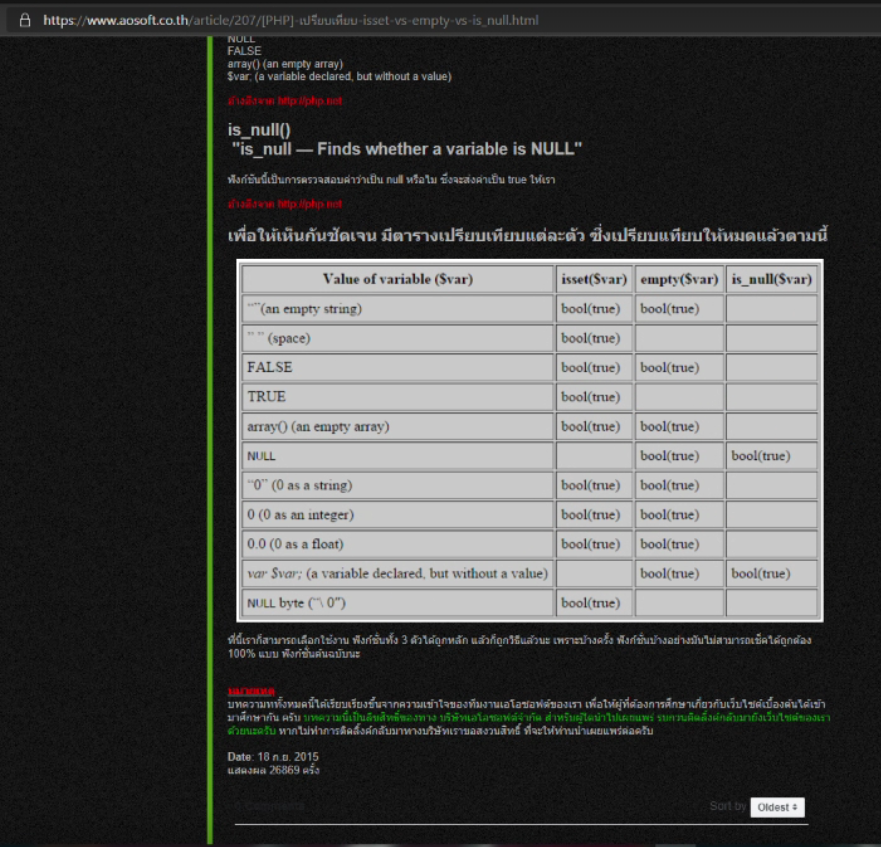 https://www.aosoft.co.th/article/207/[PHP]-เปรียบเทียบ-isset-vs-empty-vs-is_null.html
NULL
FALSE
array() (an empty array)
$var; (a variable declared, but without a value)
อ้างอิงจาก http://php.net
is_null()
"is_null — Finds whether a variable is NULL"
ฟังก์ชันนี้เป็นการตรวจสอบค่าว่าเป็น null หรือไม่ ซึ่งจะส่งค่าเป็น true ให้เรา
อ้างอิงจาก http://php.net
เพื่อให้เห็นกันชัดเจน มีตารางเปรียบเทียบแต่ละตัว ซึ่งเปรียบแทียบให้หมดแล้วตามนี้
Value of variable ($var) isset($var) empty($var) is_null($var)
""(an empty string) bool(true) bool(true)
" " (space) bool(true)
FALSE bool(true) bool(true)
TRUE bool(true)
array() (an empty array) bool(true) bool(true)
NULL bool(true) bool(true)
"0" (0 as a string) bool(true) bool(true)
0 (0 as an integer) bool(true) bool(true)
0.0 (0 as a float) bool(true) bool(true)
var $var; (a variable declared, but without a value) bool(true) bool(true)
NULL byte ("\ 0") bool(true)
ที่นี้เราก็สามารถเลือกใช้งาน ฟังก์ชั่นทั้ง 3 ตัวได้ถูกหลัก แล้วก็ถูกวิธีแล้วนะ เพราะบ้างครั้ง ฟังก์ชั่นบ้างอย่างมันไม่สามารถเช็คได้ถูกต้อง
100% แบบ ฟังก์ชั่นต้นฉบับนะ
หมายเหตุ
บทความทั้งหมดนี้ได้เรียบเรียงขึ้นจากความเข้าใจของทีมงานเอโอซอฟต์ของเรา เพื่อให้ผู้ที่ต้องการศึกษาเกี่ยวกับเว็บไซต์เบื้องต้นได้เข้า
มาศึกษากัน ครับ บทความนี้เป็นลิขสิทธิ์ของทาง บริษัทเอโอซอฟต์จำกัด สำหรับผู้ใดนำไปเผยแพร่ รบกวนติดลิ้งค์กลับมายังเว็บไซต์ของเรา
ด้วยนะครับ หากไม่ทำการติดลิ้งค์กลับมาทางบริษัทเราขอสงวนสิทธิ์ ที่จะให้ท่านนำเผยแพร่ต่อครับ
Date: 18 ก.ย. 2015
แสดงผล 26869 ครั้ง
Comments Sort by Oldest